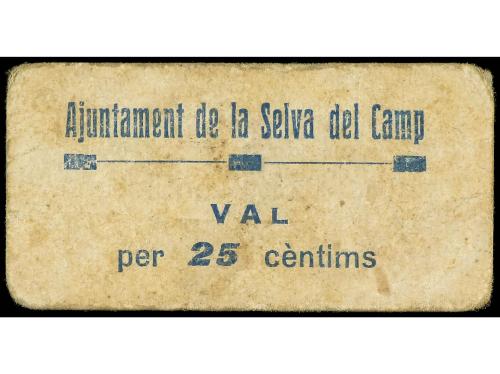 Ajuntament de la Selva del Camp
VAL
per 25 cèntims